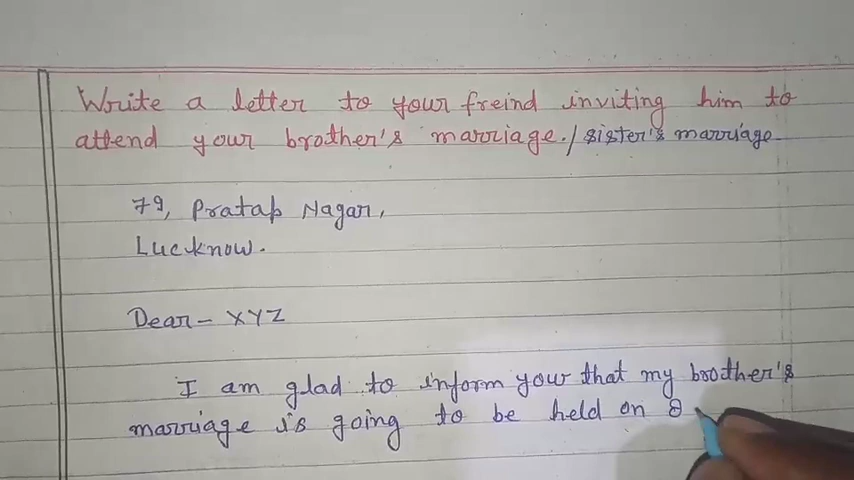 Write a letter to your freind inviting him to
attend your brother's marriage./sister's marriage
79, Pratap Nagar,
Lucknow.
Dear- XYZ
I am glad to inform your that my brother's
marriage is going to be held on 8